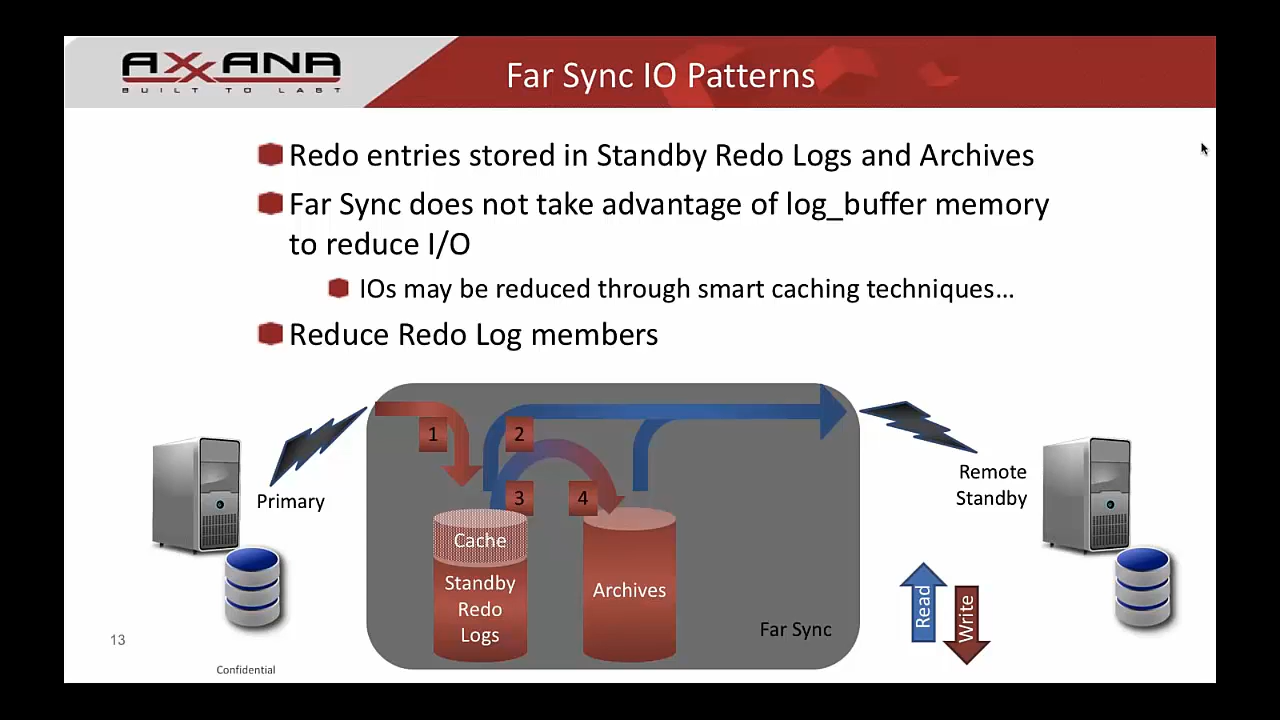 AXXANA
BUILT TO LAST
Far Sync IO Patterns
Redo entries stored in Standby Redo Logs and Archives
Far Sync does not take advantage of log_buffer memory
to reduce I/O
IOs may be reduced through smart caching techniques…
Reduce Redo Log members
1
2
3
4
Primary
Remote
Standby
Cache
Standby
Redo
Logs
Archives
Far Sync
Read
Write
13
Confidential